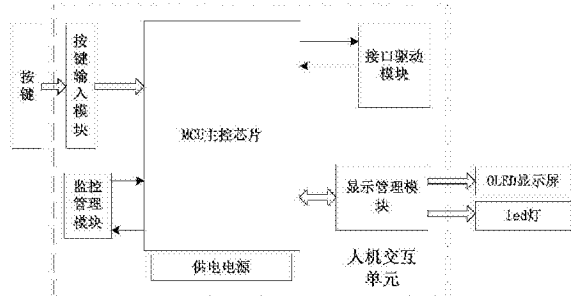 按键
按键输入模块
MCU主控芯片
接口驱动
模块
监控
管理
模块
显示管理模
块
OLED显示屏
led灯
供电电源
人机交互
单元